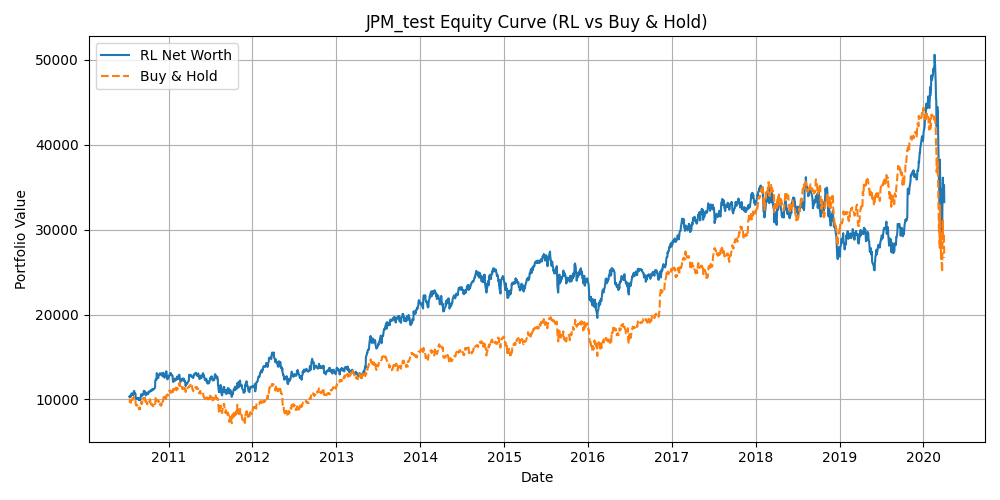 JPM_test Equity Curve (RL vs Buy & Hold)
RL Net Worth
Buy & Hold
Portfolio Value
50000
40000
30000
20000
10000
2011 2012 2013 2014 2015 2016 2017 2018 2019 2020
Date